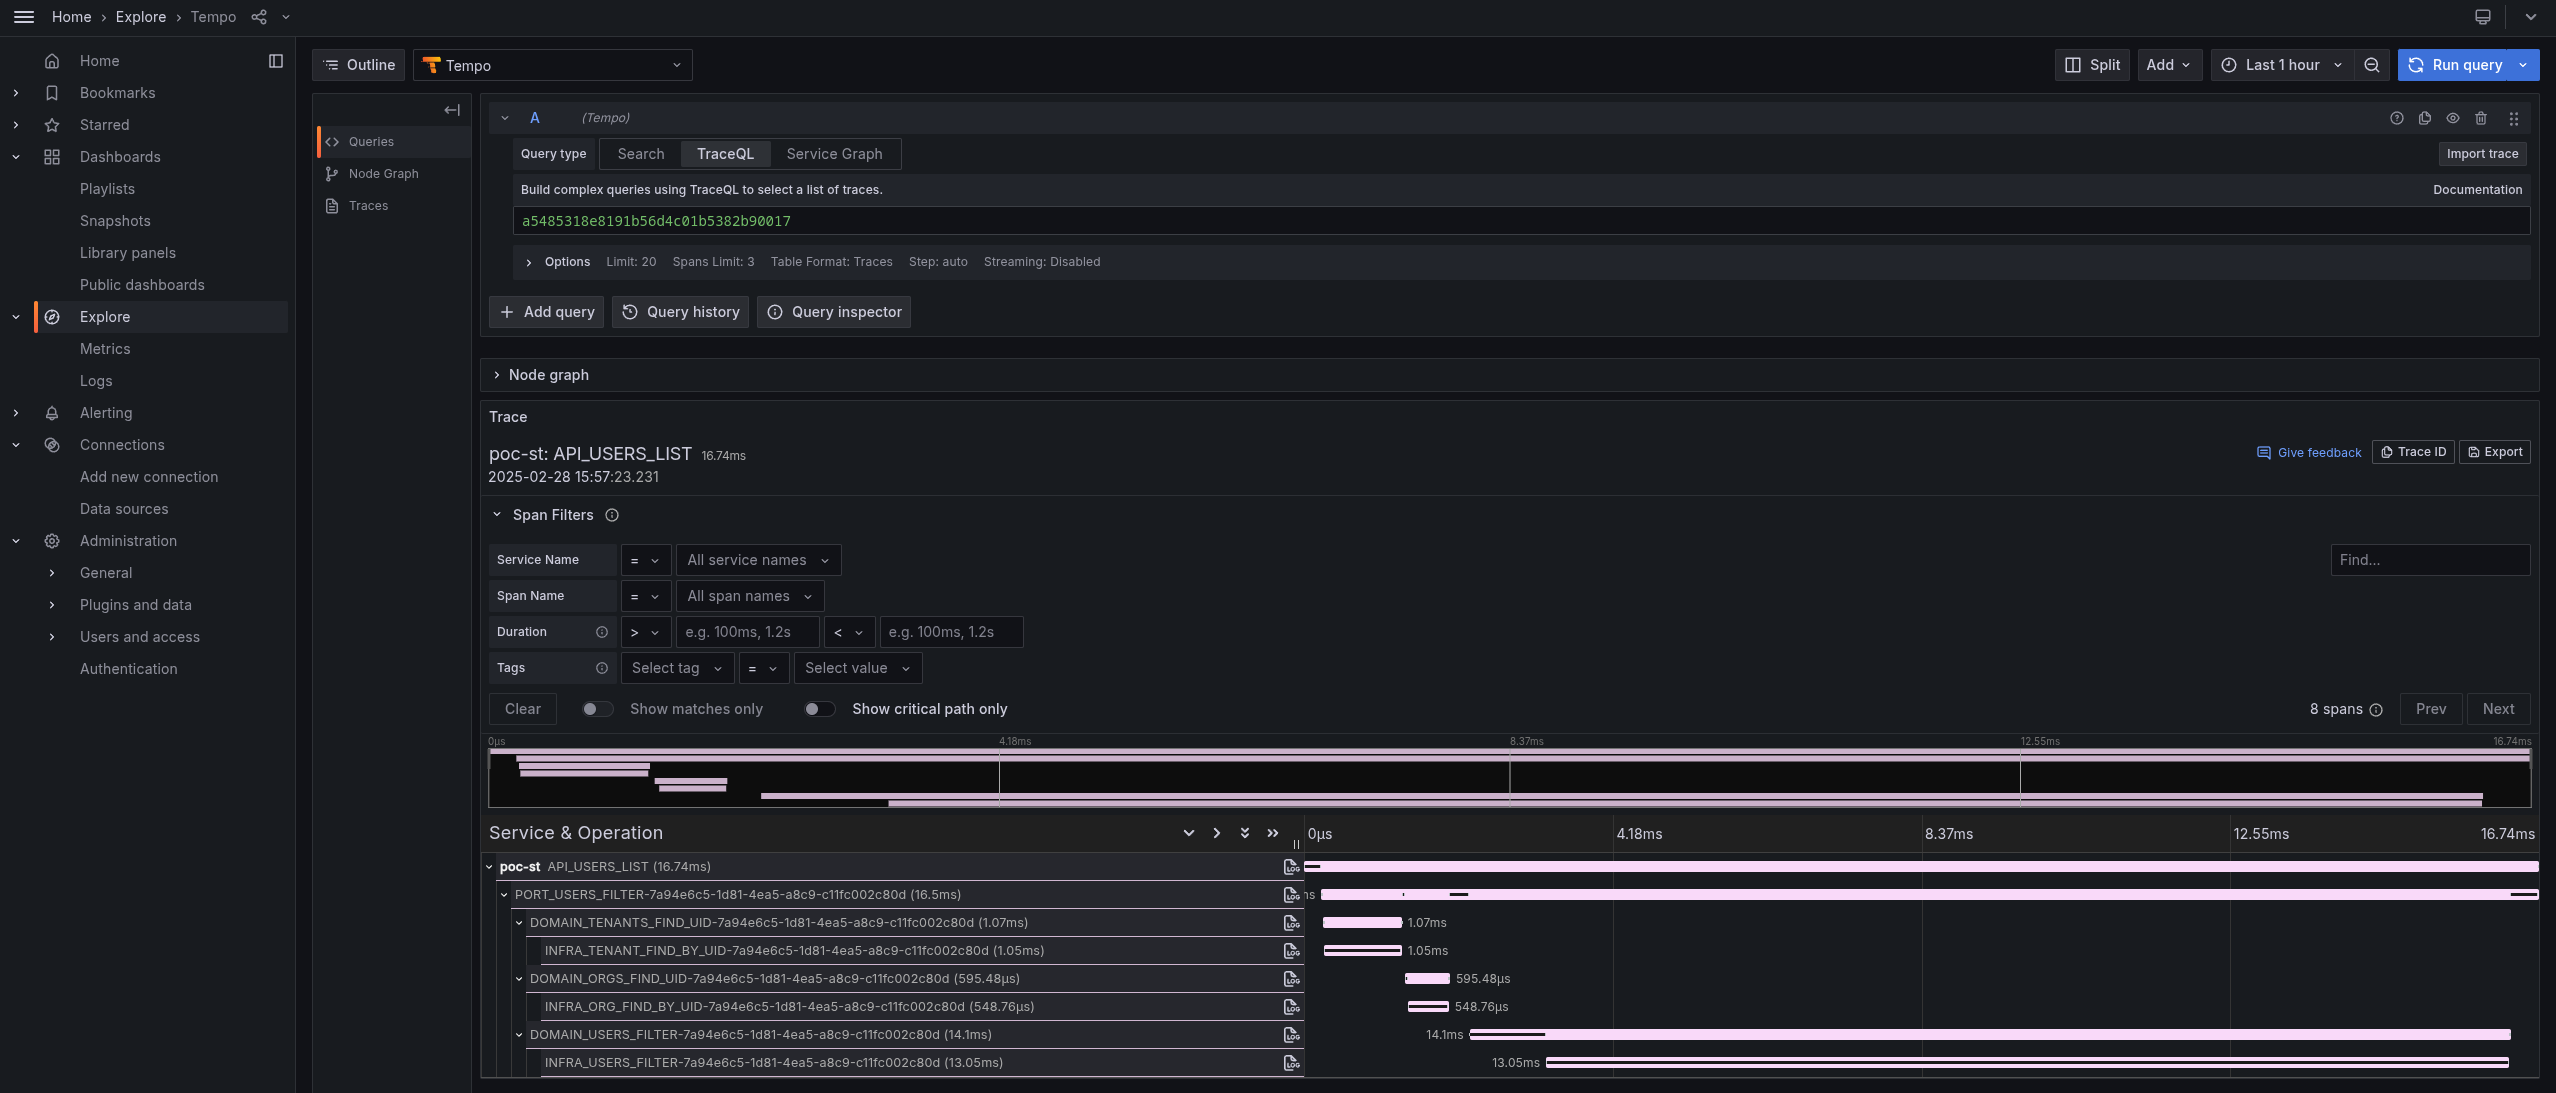 Home › Explore › Tempo
Home
Bookmarks
Starred
Dashboards
Playlists
Snapshots
Library panels
Public dashboards
Explore
Metrics
Logs
Alerting
Connections
Add new connection
Data sources
Administration
General
Plugins and data
Users and access
Authentication
Outline
Tempo
Split
Add
Last 1 hour
Run query
Queries
Node Graph
Traces
A (Tempo)
Query type Search TraceQL Service Graph
Import trace
Build complex queries using TraceQL to select a list of traces.
Documentation
a5485318e8191b56d4c01b5382b90017
Options Limit: 20 Spans Limit: 3 Table Format: Traces Step: auto Streaming: Disabled
Add query
Query history
Query inspector
Node graph
Trace
poc-st: API_USERS_LIST 16.74ms
2025-02-28 15:57:23.231
Give feedback
Trace ID
Export
Span Filters
Service Name = All service names
Find...
Span Name = All span names
Duration > e.g. 100ms, 1.2s < e.g. 100ms, 1.2s
Tags Select tag = Select value
Clear
Show matches only
Show critical path only
8 spans
Prev
Next
0µs 4.18ms 8.37ms 12.55ms 16.74ms
Service & Operation
0µs 4.18ms 8.37ms 12.55ms 16.74ms
poc-st API_USERS_LIST (16.74ms) LOG
PORT_USERS_FILTER-7a94e6c5-1d81-4ea5-a8c9-c11fc002c80d (16.5ms) LOG
DOMAIN_TENANTS_FIND_UID-7a94e6c5-1d81-4ea5-a8c9-c11fc002c80d (1.07ms) LOG 1.07ms
INFRA_TENANT_FIND_BY_UID-7a94e6c5-1d81-4ea5-a8c9-c11fc002c80d (1.05ms) LOG 1.05ms
DOMAIN_ORGS_FIND_UID-7a94e6c5-1d81-4ea5-a8c9-c11fc002c80d (595.48µs) LOG 595.48µs
INFRA_ORG_FIND_BY_UID-7a94e6c5-1d81-4ea5-a8c9-c11fc002c80d (548.76µs) LOG 548.76µs
DOMAIN_USERS_FILTER-7a94e6c5-1d81-4ea5-a8c9-c11fc002c80d (14.1ms) LOG 14.1ms
INFRA_USERS_FILTER-7a94e6c5-1d81-4ea5-a8c9-c11fc002c80d (13.05ms) LOG 13.05ms